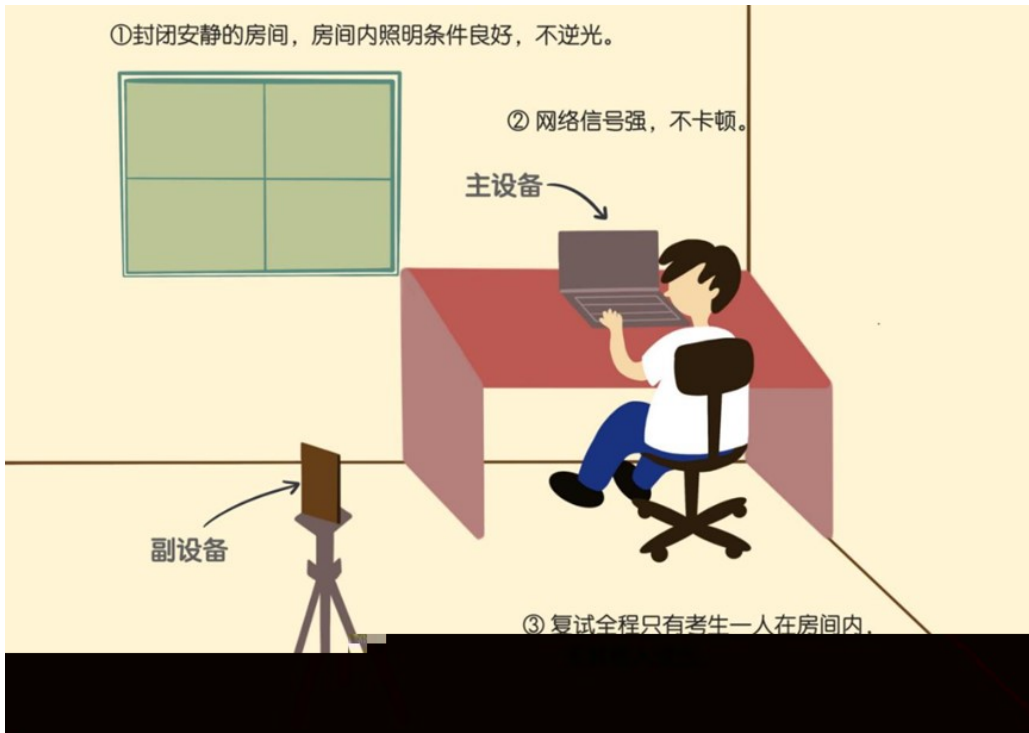 ①封闭安静的房间，房间内照明条件良好，不逆光。
② 网络信号强，不卡顿。
主设备
副设备
③ 复试全程只有考生一人在房间内，